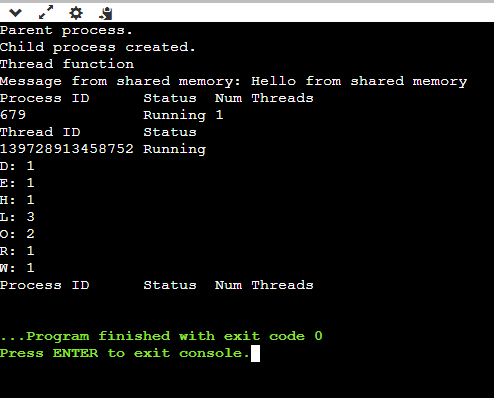 Parent process.
Child process created.
Thread function
Message from shared memory: Hello from shared memory
Process ID      Status  Num Threads
679             Running 1
Thread ID       Status
139728913458752 Running
D: 1
E: 1
H: 1
L: 3
O: 2
R: 1
W: 1
Process ID      Status  Num Threads
...Program finished with exit code 0
Press ENTER to exit console.